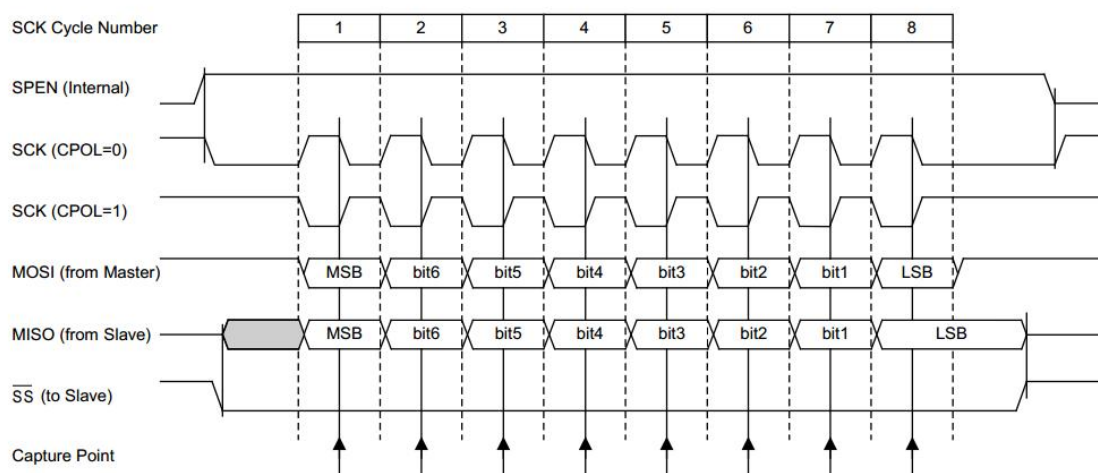 SCK Cycle Number 1 2 3 4 5 6 7 8
SPEN (Internal)
SCK (CPOL=0)
SCK (CPOL=1)
MOSI (from Master) MSB bit6 bit5 bit4 bit3 bit2 bit1 LSB
MISO (from Slave) MSB bit6 bit5 bit4 bit3 bit2 bit1 LSB
S̅S̅ (to Slave)
Capture Point